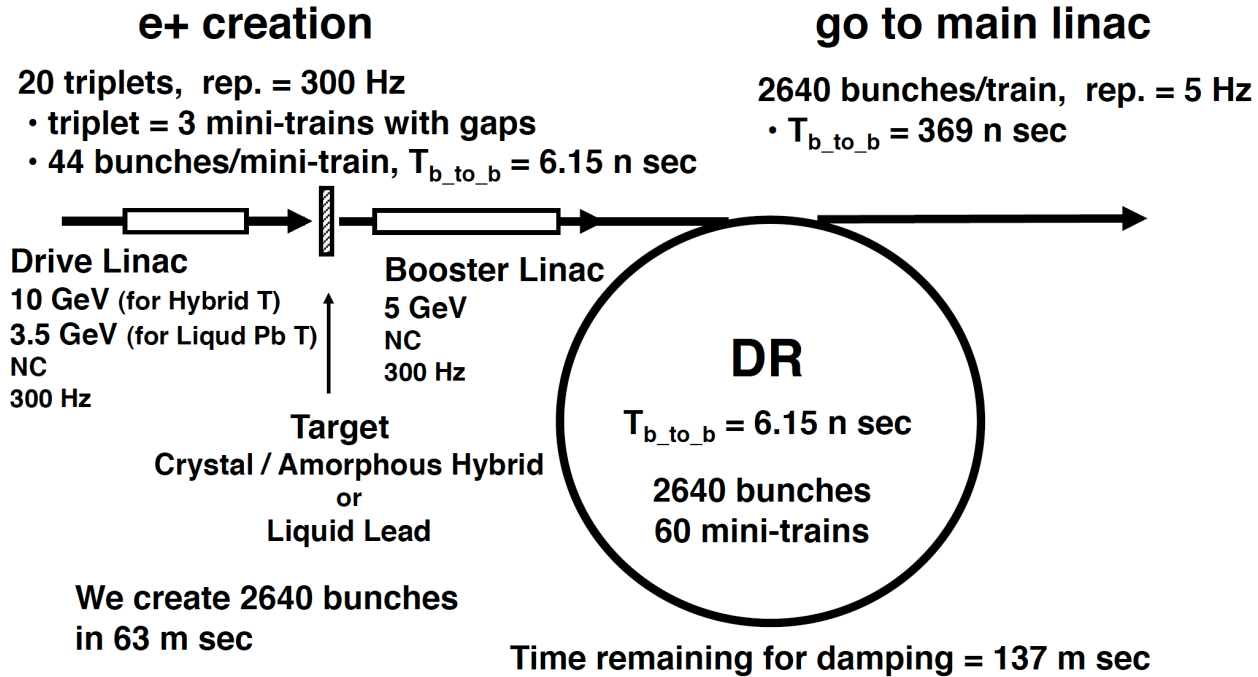 e+ creation
20 triplets, rep. = 300 Hz
・triplet = 3 mini-trains with gaps
・44 bunches/mini-train, Tb_to_b = 6.15 n sec
go to main linac
2640 bunches/train, rep. = 5 Hz
・Tb_to_b = 369 n sec
Drive Linac
10 GeV (for Hybrid T)
3.5 GeV (for Liqud Pb T)
NC
300 Hz
Booster Linac
5 GeV
NC
300 Hz
Target
Crystal / Amorphous Hybrid
or
Liquid Lead
DR
Tb_to_b = 6.15 n sec
2640 bunches
60 mini-trains
We create 2640 bunches
in 63 m sec
Time remaining for damping = 137 m sec